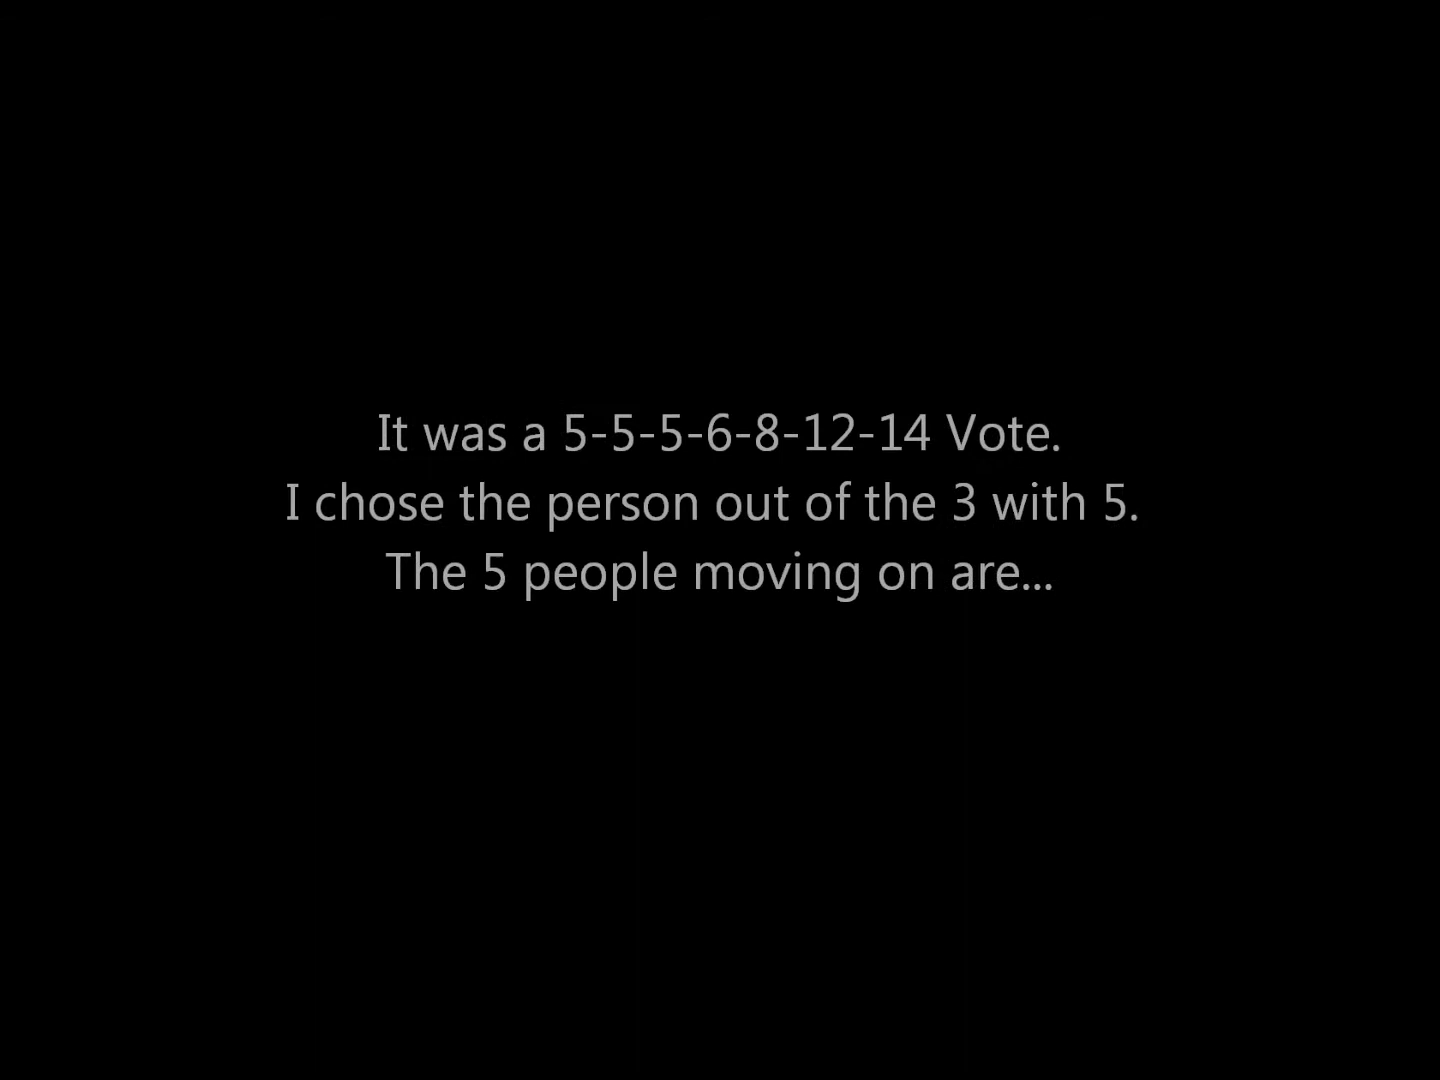 It was a 5-5-5-6-8-12-14 Vote.
I chose the person out of the 3 with 5.
The 5 people moving on are...